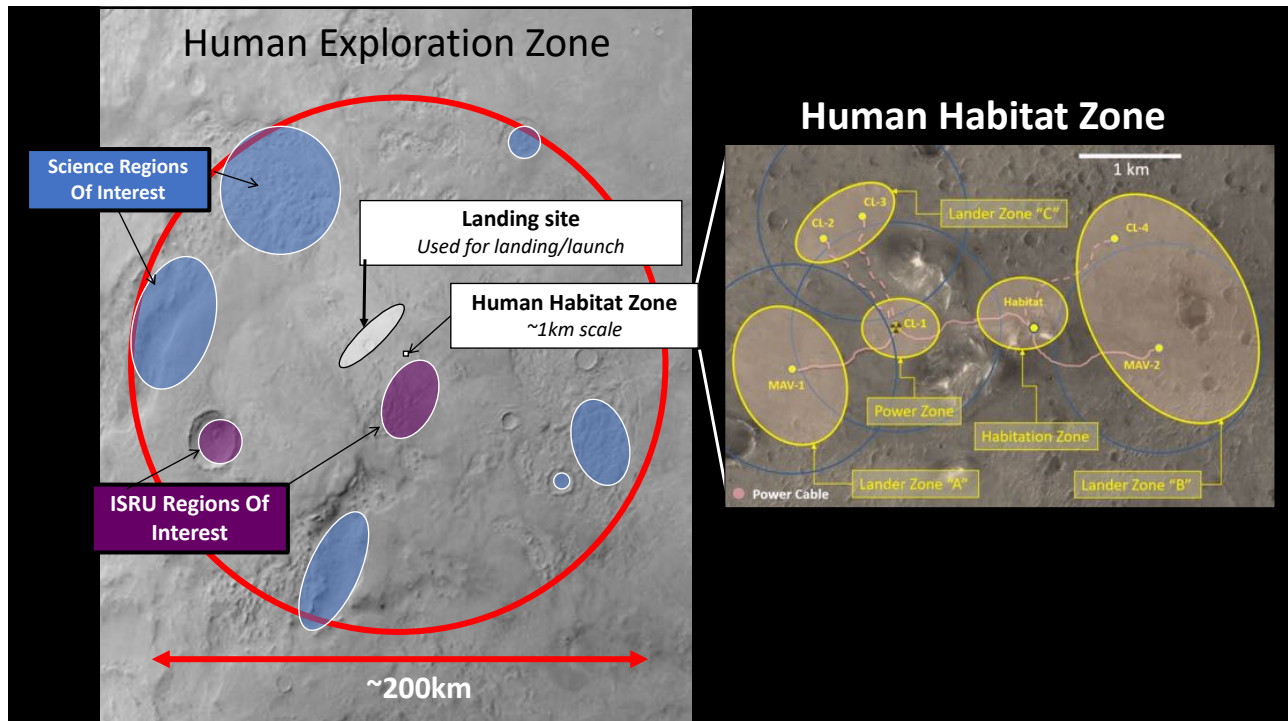 Human Exploration Zone
Science Regions
Of Interest
Landing site
Used for landing/launch
Human Habitat Zone
~1km scale
ISRU Regions Of
Interest
~200km
Human Habitat Zone
1 km
CL-3
CL-2
Lander Zone "C"
CL-4
Habitat
CL-1
MAV-1
MAV-2
Power Zone
Habitation Zone
Lander Zone "A"
Lander Zone "B"
Power Cable